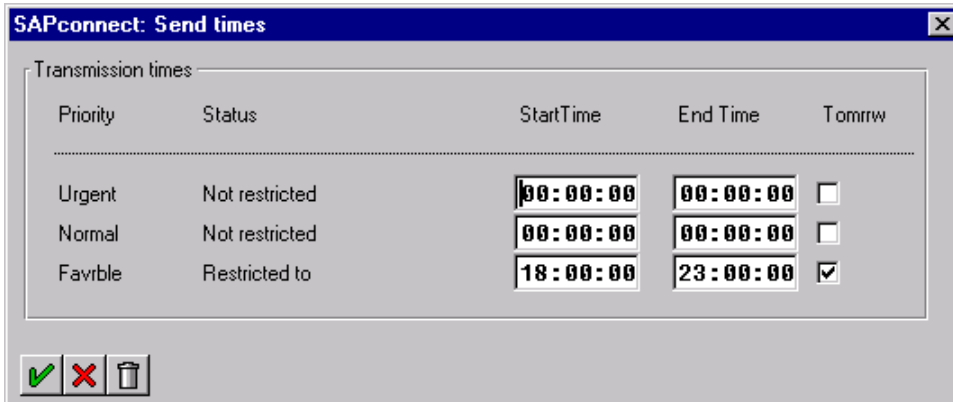 SAPconnect: Send times
Transmission times
Priority Status StartTime End Time Tomrrw
Urgent Not restricted 00:00:00 00:00:00
Normal Not restricted 00:00:00 00:00:00
Favrble Restricted to 18:00:00 23:00:00